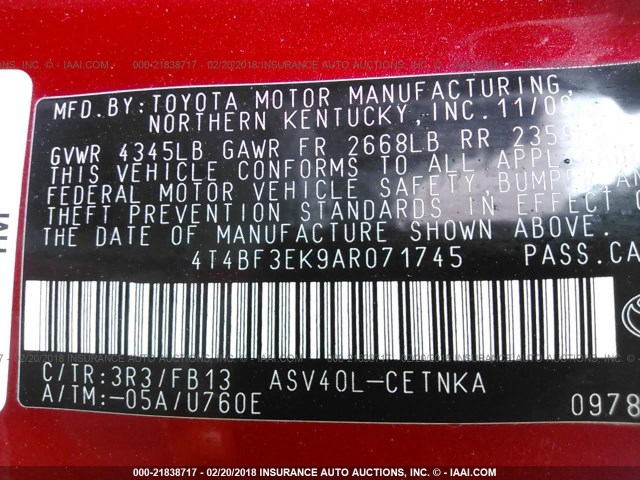 000-21838717 - 02/20/2018 INSURANCE AUTO AUCTIONS, INC. - IAAI.COM
MFD.BY: TOYOTA MOTOR MANUFACTURING,
NORTHERN KENTUCKY, INC. 11/09
GVWR 4345LB GAWR FR 2668LB RR
THIS VEHICLE CONFORMS TO ALL
FEDERAL MOTOR VEHICLE SAFETY,
THEFT PREVENTION STANDARDS IN EFFECT
THE DATE OF MANUFACTURE SHOWN ABOVE.
4T4BF3EK9AR071745 PASS.
C/TR:3R3/FB13 ASV40L-CETNKA
A/TM:-05A/U760E
000-21838717 - 02/20/2018 INSURANCE AUTO AUCTIONS, INC. - IAAI.COM